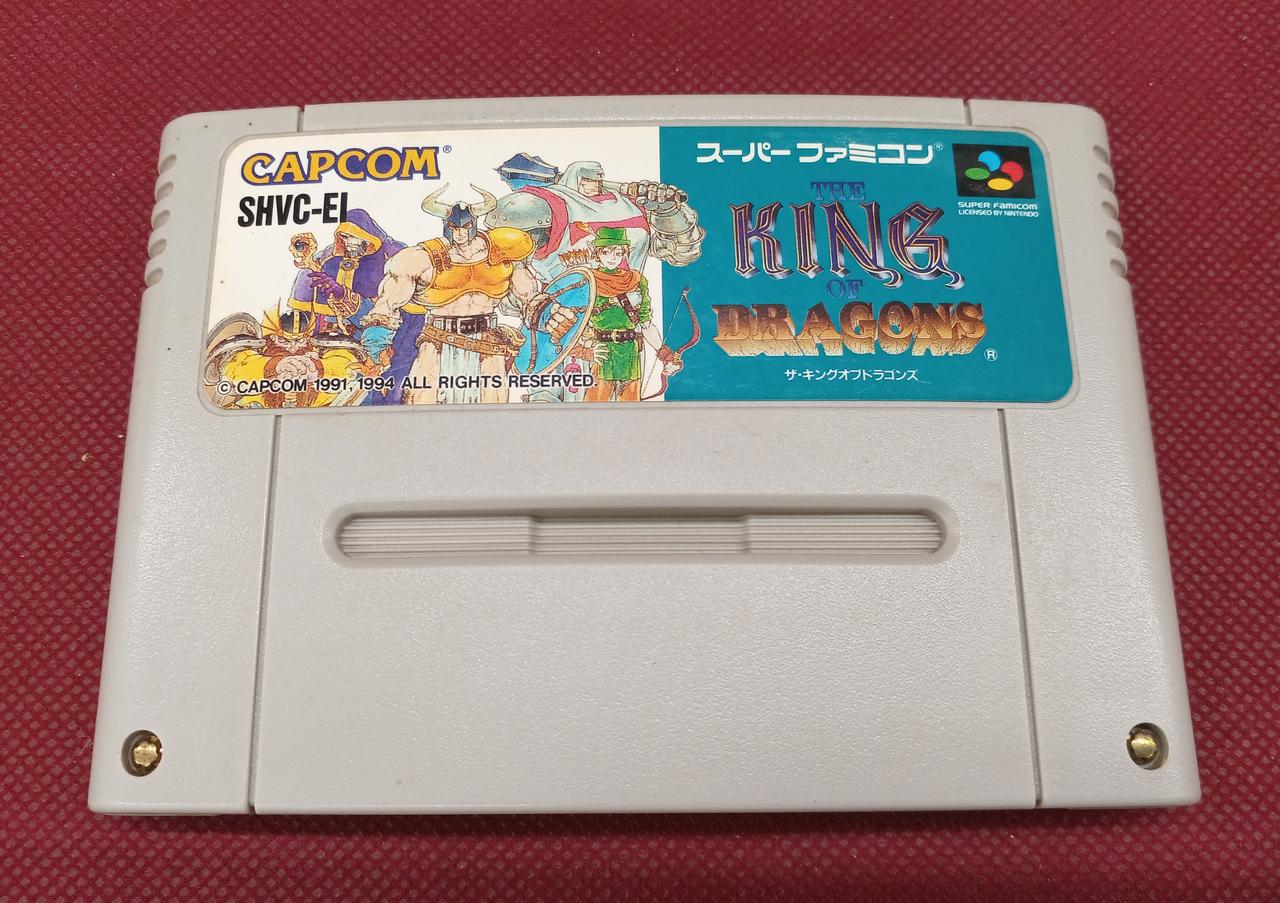 CAPCOM®
SHVC-EI
© CAPCOM 1991, 1994 ALL RIGHTS RESERVED.
スーパーファミコン®
SUPER FAMICOM
LICENSED BY NINTENDO
THE
KING
OF
DRAGONS®
ザ・キングオブドラゴンズ